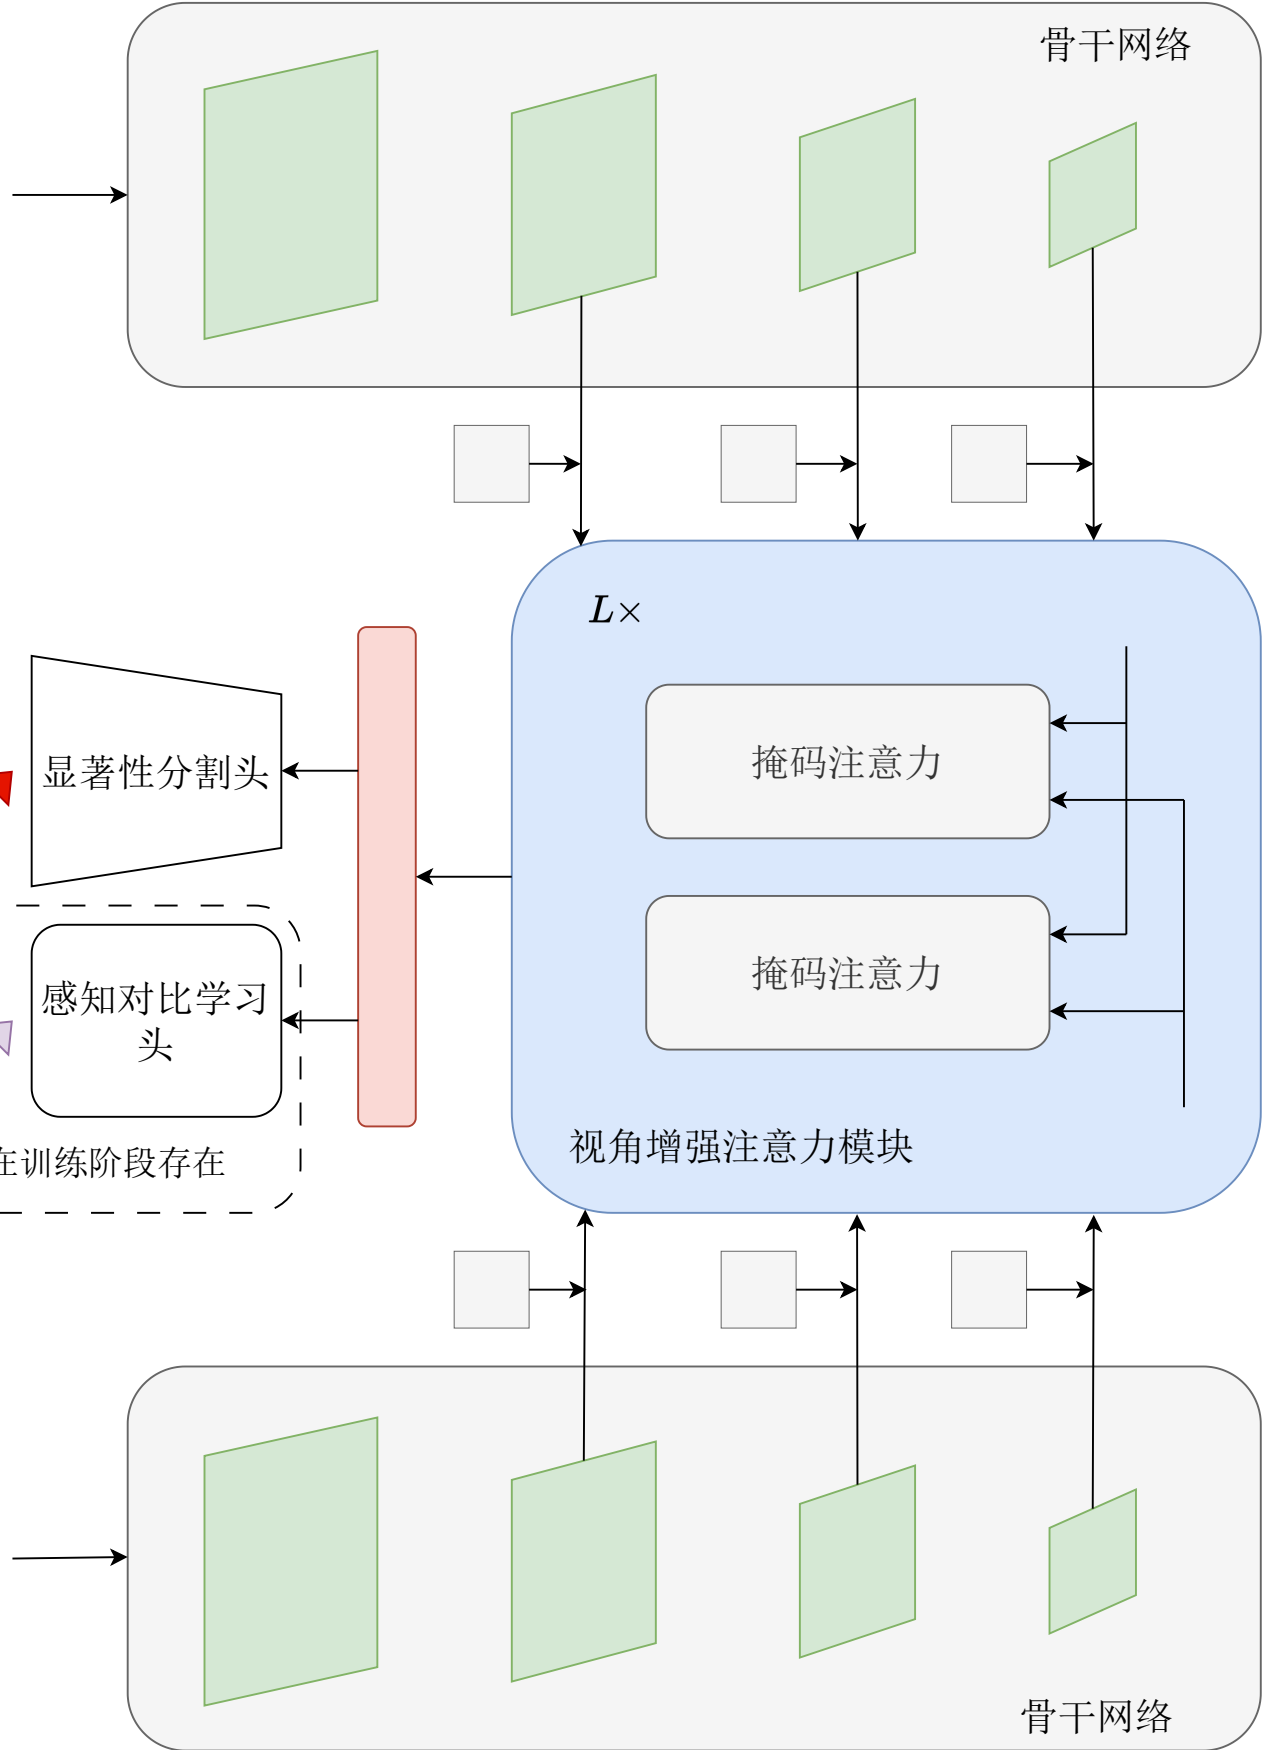 骨干网络
L×
掩码注意力
显著性分割头
掩码注意力
感知对比学习
头
视角增强注意力模块
在训练阶段存在
骨干网络